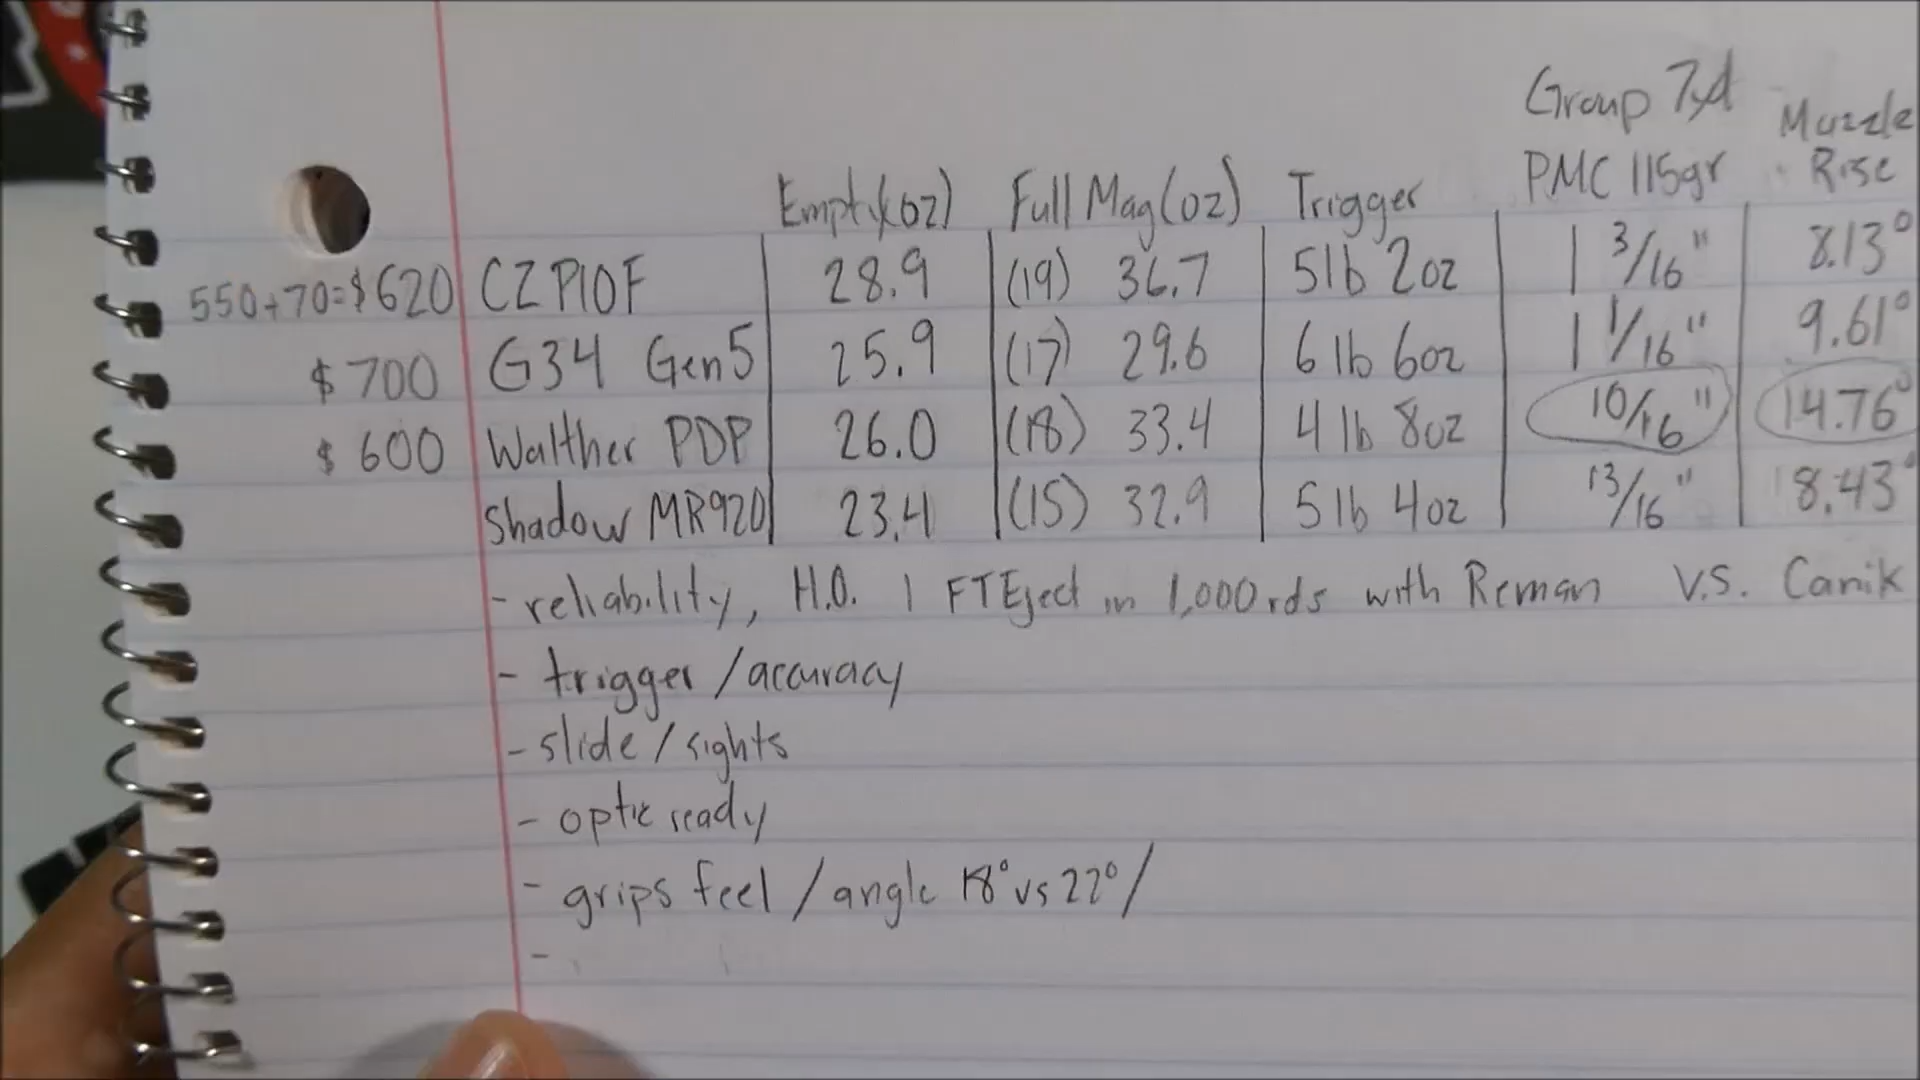 Group 7yd Muzzle
Empty(oz) Full Mag(oz) Trigger PMC 115gr Rise
550+70=$620 CZ P10F 28.9 (19) 36.7 5lb 2oz 1 3/16" 8.13°
$700 G34 Gen5 25.9 (17) 29.6 6lb 6oz 1 1/16" 9.61°
$600 Walther PDP 26.0 (18) 33.4 4lb 8oz 10/16" 14.76°
Shadow MR920 23.4 (15) 32.9 5lb 4oz 13/16" 8.43°
- reliability, H.O. 1 FTEject in 1,000rds with Reman V.S. Canik
- trigger/accuracy
- slide/sights
- optic ready
- grips feel/angle 18° vs 22°/
-